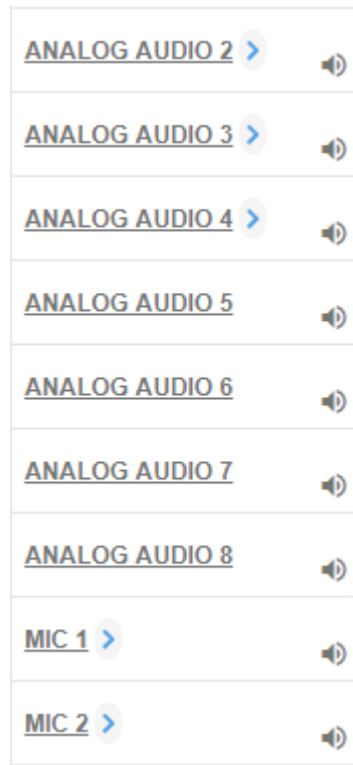 ANALOG AUDIO 2
ANALOG AUDIO 3
ANALOG AUDIO 4
ANALOG AUDIO 5
ANALOG AUDIO 6
ANALOG AUDIO 7
ANALOG AUDIO 8
MIC 1
MIC 2